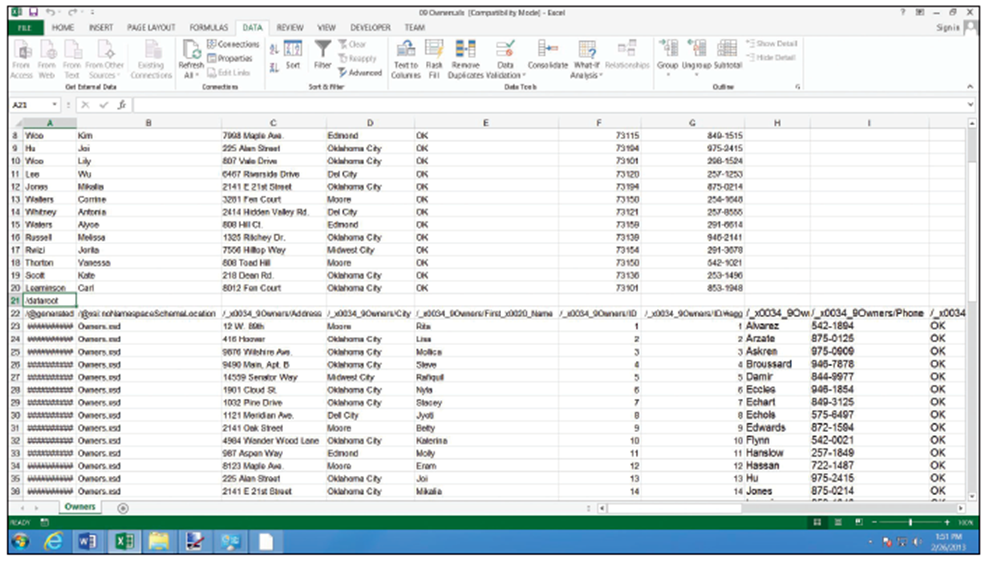 09 Owners.xls [Compatibility Mode] - Excel
FILE HOME INSERT PAGE LAYOUT FORMULAS DATA REVIEW VIEW DEVELOPER TEAM Sign in
From Access From Web From Text From Other Sources Existing Connections Refresh All Connections Properties Edit Links Sort Filter Clear Reapply Advanced Text to Columns Flash Fill Remove Duplicates Data Validation Consolidate What-If Analysis Relationships Group Ungroup Subtotal Show Detail Hide Detail
Get External Data Connections Sort & Filter Data Tools Outline
A21 fx
A B C D E F G H I
8 Woo Kim 7998 Maple Ave. Edmond OK 73115 849-1515
9 Hu Joi 225 Alan Street Oklahoma City OK 73194 975-2415
10 Woo Lily 807 Vale Drive Oklahoma City OK 73101 298-1524
11 Lee Wu 6467 Riverside Drive Del City OK 73120 257-1253
12 Jones Mikalia 2141 E 21st Street Oklahoma City OK 73194 875-0214
13 Walters Corrine 3281 Fen Court Moore OK 73150 254-1648
14 Whitney Antonia 2414 Hidden Valley Rd. Del City OK 73121 257-8555
15 Waters Alyce 808 Hill Ct. Edmond OK 73159 291-6614
16 Russell Melissa 1325 Ritchey Dr. Oklahoma City OK 73139 946-2141
17 Rwizi Jorita 7556 Hilltop Way Midwest City OK 73154 291-3678
18 Thorton Vanessa 808 Toad Hill Moore OK 73150 542-1021
19 Scott Kate 218 Dean Rd. Oklahoma City OK 73136 253-1496
20 Leaminson Carl 8012 Fen Court Oklahoma City OK 73101 853-1948
21 /dataroot
22 /@generated /@xsi:noNamespaceSchemaLocation /_x0034_9Owners/Address /_x0034_9Owners/City /_x0034_9Owners/First_x0020_Name /_x0034_9Owners/ID /_x0034_9Owners/ID/#agg /_x0034_9Ow /_x0034_9Owners/Phone /_x0034
23 ########## Owners.xsd 12 W. 89th Moore Rita 1 1 Alvarez 542-1894 OK
24 ########## Owners.xsd 416 Hoover Oklahoma City Lisa 2 2 Arzate 875-0125 OK
25 ########## Owners.xsd 9876 Wilshire Ave. Oklahoma City Mollica 3 3 Askren 975-0909 OK
26 ########## Owners.xsd 9490 Main, Apt. B Oklahoma City Steve 4 4 Broussard 946-7878 OK
27 ########## Owners.xsd 14559 Senator Way Midwest City Rafiquil 5 5 Damir 844-9977 OK
28 ########## Owners.xsd 1901 Cloud St. Oklahoma City Nyla 6 6 Eccles 946-1854 OK
29 ########## Owners.xsd 1032 Pine Drive Oklahoma City Stacey 7 7 Echart 849-3125 OK
30 ########## Owners.xsd 1121 Meridian Ave. Dell City Jyoti 8 8 Echols 575-6497 OK
31 ########## Owners.xsd 2141 Oak Street Moore Betty 9 9 Edwards 872-1594 OK
32 ########## Owners.xsd 4984 Wander Wood Lane Oklahoma City Katerina 10 10 Flynn 542-0021 OK
33 ########## Owners.xsd 987 Aspen Way Edmond Molly 11 11 Hanslow 257-1849 OK
34 ########## Owners.xsd 8123 Maple Ave. Moore Eram 12 12 Hassan 722-1487 OK
35 ########## Owners.xsd 225 Alan Street Oklahoma City Joi 13 13 Hu 975-2415 OK
36 ########## Owners.xsd 2141 E 21st Street Oklahoma City Mikalia 14 14 Jones 875-0214 OK
Owners
READY 100%
1:51 PM
2/26/2013